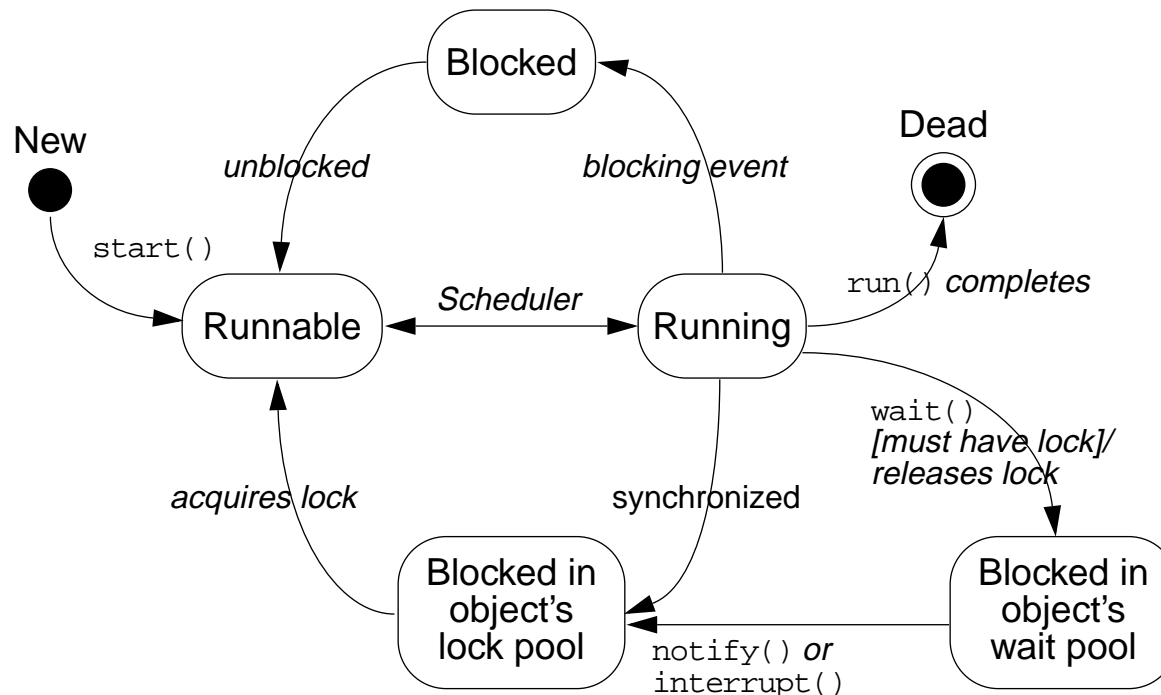 Blocked
New
Dead
unblocked
blocking event
start()
run() completes
Runnable
Scheduler
Running
wait()
[must have lock]/
releases lock
acquires lock
synchronized
Blocked in
object's
lock pool
Blocked in
object's
wait pool
notify() or
interrupt()